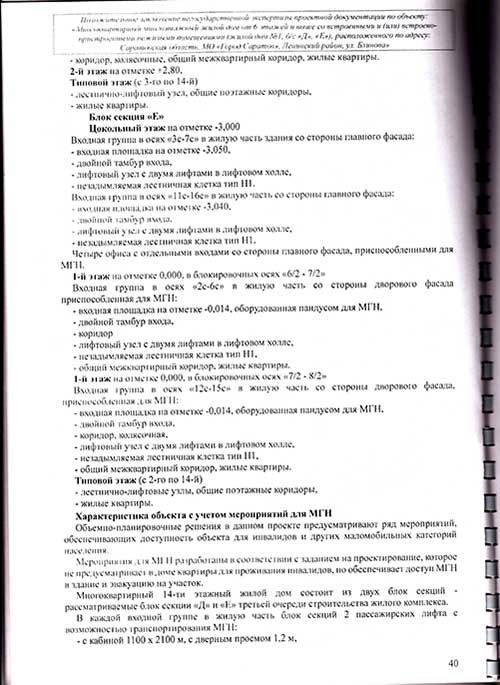 Положительное заключение негосударственной экспертизы проектной документации по объекту:
«Многоквартирный многоэтажный жилой дом от 6 этажей и выше со встроенными и (или) встроено-
пристроенными нежилыми помещениями (жилой дом №1, б/с «Д», «Е»), расположенного по адресу:
Саратовская область, МО «Город Саратов», Ленинский район, ул. Блинова»
- коридор, колясочные, общий межквартирный коридор, жилые квартиры.
2-й этаж на отметке +2,80,
Типовой этаж (с 3-го по 14-й)
- лестнично-лифтовый узел, общие поэтажные коридоры,
- жилые квартиры.
Блок секция «Е»
Цокольный этаж на отметке -3,000
Входная группа в осях «3с-7с» в жилую часть здания со стороны главного фасада:
- входная площадка на отметке -3,050,
- двойной тамбур входа,
- лифтовый узел с двумя лифтами в лифтовом холле,
- незадымляемая лестничная клетка тип Н1.
Входная группа в осях «11с-16с» в жилую часть со стороны главного фасада:
- входная площадка на отметке -3,040,
- двойной тамбур входа,
- лифтовый узел с двумя лифтами в лифтовом холле,
- незадымляемая лестничная клетка тип Н1.
Четыре офиса с отдельными входами со стороны главного фасада, приспособленными для
МГН.
1-й этаж на отметке 0,000, в блокировочных осях «6/2 - 7/2»
Входная группа в осях «2с-6с» в жилую часть со стороны дворового фасада
приспособленная для МГН:
- входная площадка на отметке -0,014, оборудованная пандусом для МГН,
- двойной тамбур входа,
- коридор
- лифтовый узел с двумя лифтами в лифтовом холле,
- незадымляемая лестничная клетка тип Н1,
- общий межквартирный коридор, жилые квартиры.
1-й этаж на отметке 0,000, в блокировочных осях «7/2 - 8/2»
Входная группа в осях «12с-15с» в жилую часть со стороны дворового фасада,
приспособленная для МГН:
- входная площадка на отметке -0,014, оборудованная пандусом для МГН,
- двойной тамбур входа,
- коридор, колясочная,
- лифтовый узел с двумя лифтами в лифтовом холле,
- незадымляемая лестничная клетка тип Н1,
- общий межквартирный коридор, жилые квартиры.
Типовой этаж (с 2-го по 14-й)
- лестнично-лифтовые узлы, общие поэтажные коридоры,
- жилые квартиры.
Характеристика объекта с учетом мероприятий для МГН
Объемно-планировочные решения в данном проекте предусматривают ряд мероприятий,
обеспечивающих доступность объекта для инвалидов и других маломобильных категорий
населения.
Мероприятия для МГН разработаны в соответствии с заданием на проектирование, которое
не предусматривает в доме квартиры для проживания инвалидов, но обеспечивает доступ МГН
в здание и эвакуацию на участок.
Многоквартирный 14-ти этажный жилой дом состоит из двух блок секций -
рассматриваемые блок секции «Д» и «Е» третьей очереди строительства жилого комплекса.
В каждой входной группе в жилую часть блок секций 2 пассажирских лифта с
возможностью транспортирования МГН:
- с кабиной 1100 х 2100 м, с дверным проемом 1,2 м,
40